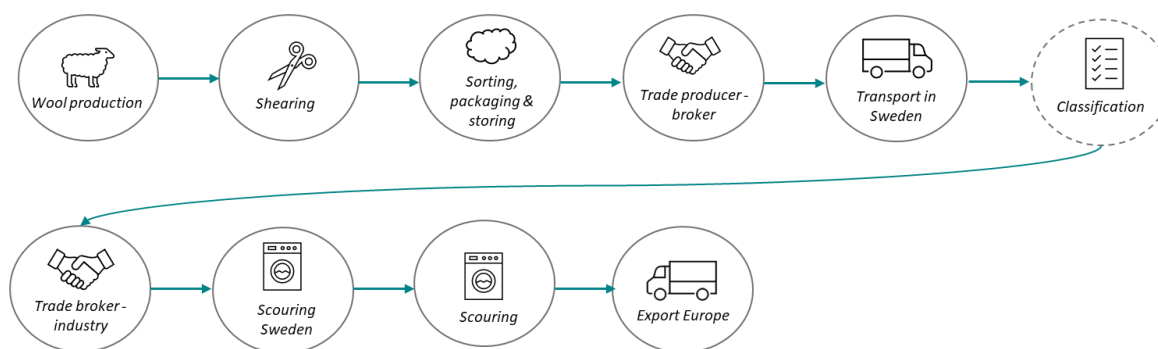 Wool production
Shearing
Sorting,
packaging &
storing
Trade producer -
broker
Transport in
Sweden
Classification
Trade broker -
industry
Scouring
Sweden
Scouring
Export Europe